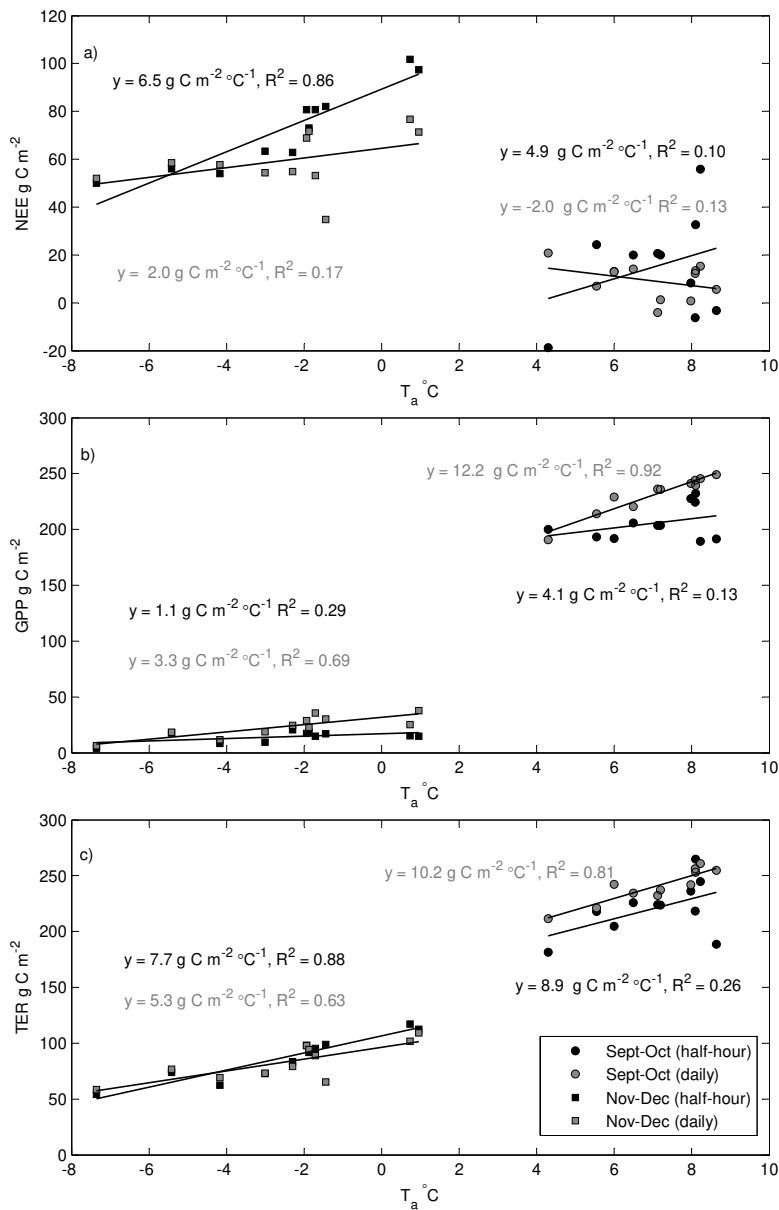 120
a)
100
y = 6.5 g C m⁻² °C⁻¹, R² = 0.86
80
y = 4.9 g C m⁻² °C⁻¹, R² = 0.10
60
y = -2.0 g C m⁻² °C⁻¹ R² = 0.13
40
y = 2.0 g C m⁻² °C⁻¹, R² = 0.17
20
0
-20
NEE g C m⁻²
-8 -6 -4 -2 0 2 4 6 8 10
Tₐ °C
300
b)
y = 12.2 g C m⁻² °C⁻¹, R² = 0.92
250
200
150
y = 4.1 g C m⁻² °C⁻¹, R² = 0.13
y = 1.1 g C m⁻² °C⁻¹ R² = 0.29
100
y = 3.3 g C m⁻² °C⁻¹, R² = 0.69
50
0
GPP g C m⁻²
-8 -6 -4 -2 0 2 4 6 8 10
Tₐ °C
300
c)
y = 10.2 g C m⁻² °C⁻¹, R² = 0.81
250
200
y = 7.7 g C m⁻² °C⁻¹, R² = 0.88
y = 8.9 g C m⁻² °C⁻¹, R² = 0.26
150
y = 5.3 g C m⁻² °C⁻¹, R² = 0.63
100
50
0
TER g C m⁻²
Sept-Oct (half-hour)
Sept-Oct (daily)
Nov-Dec (half-hour)
Nov-Dec (daily)
-8 -6 -4 -2 0 2 4 6 8 10
Tₐ °C